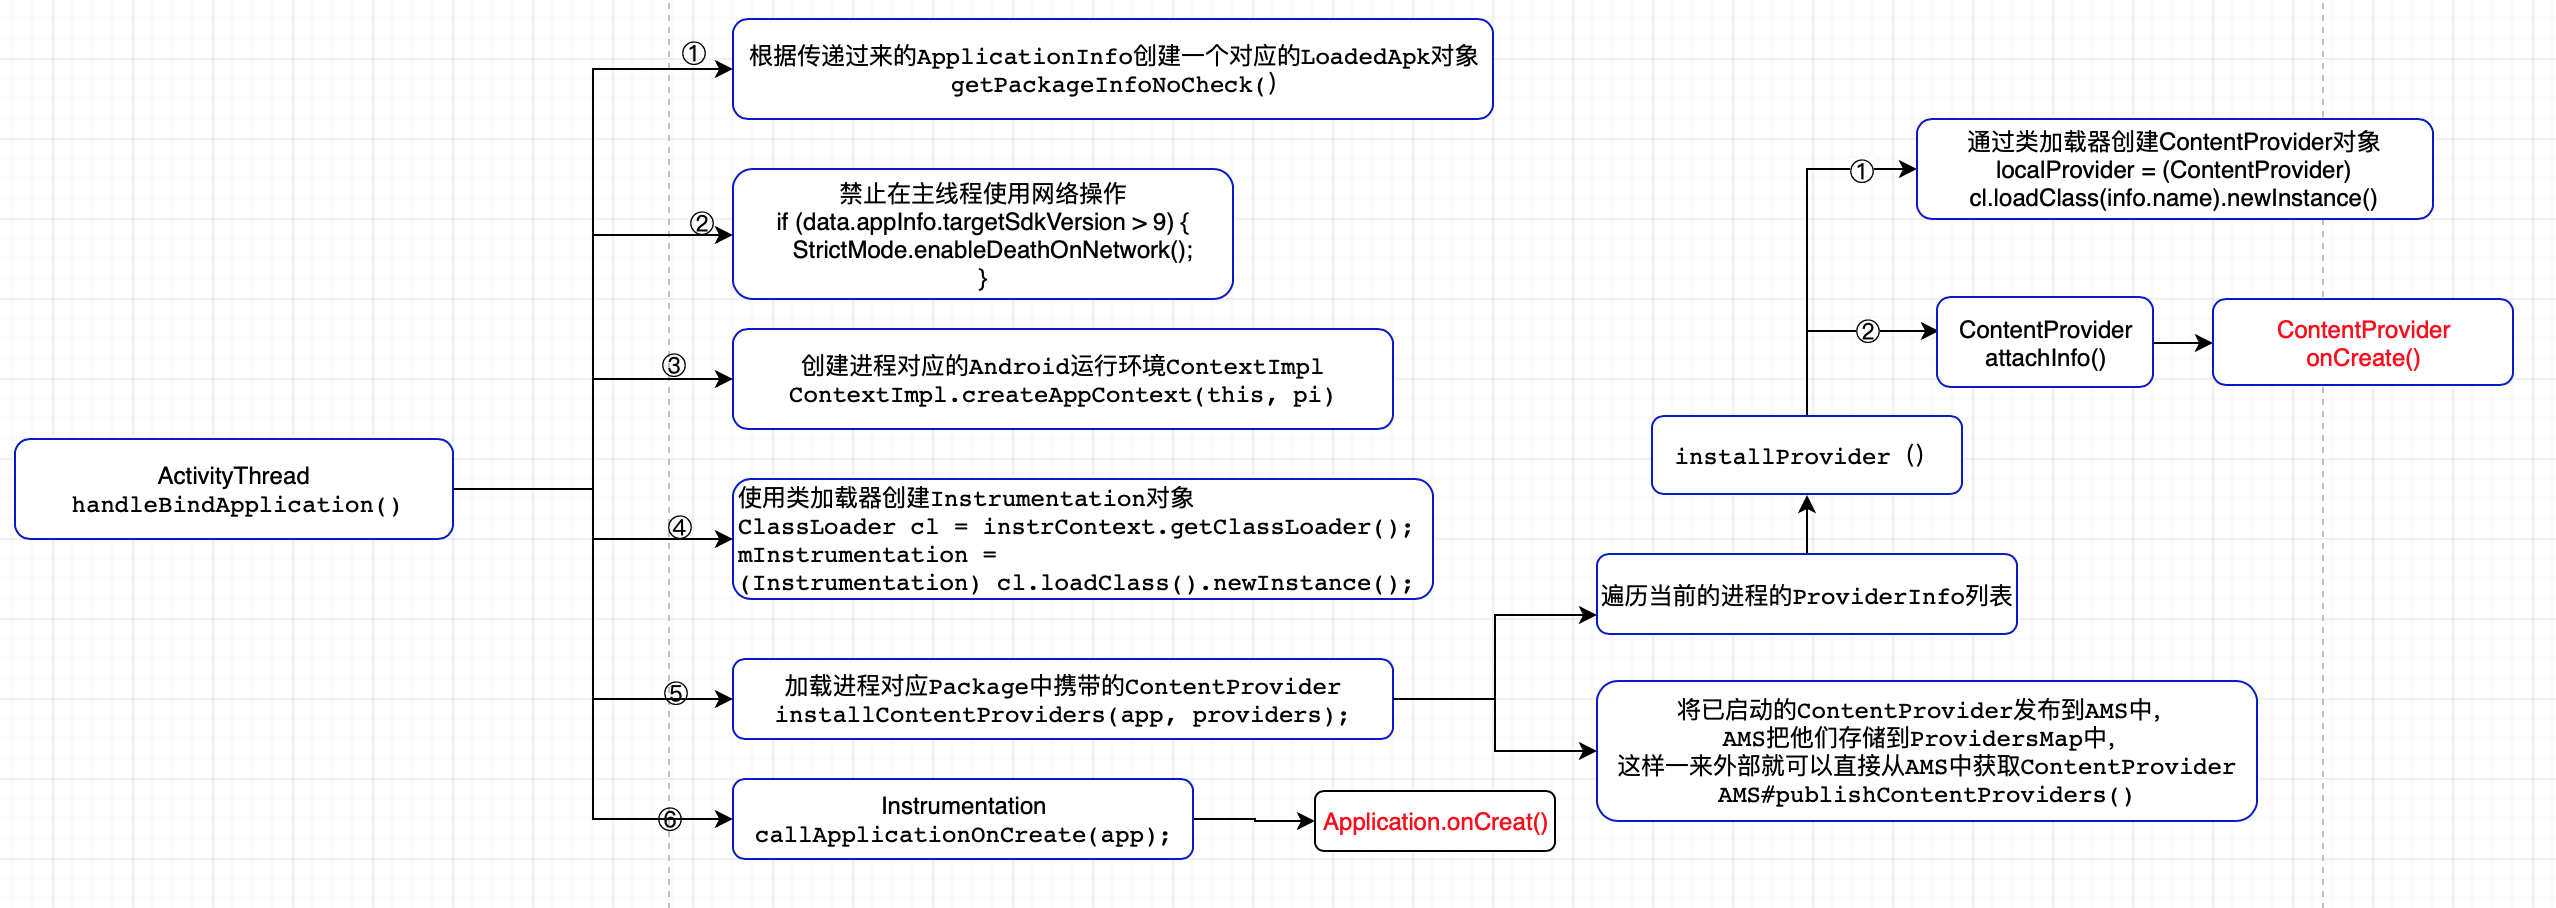 ActivityThread
handleBindApplication()
①
根据传递过来的ApplicationInfo创建一个对应的LoadedApk对象
getPackageInfoNoCheck()
②
禁止在主线程使用网络操作
if (data.appInfo.targetSdkVersion > 9) {
StrictMode.enableDeathOnNetwork();
}
③
创建进程对应的Android运行环境ContextImpl
ContextImpl.createAppContext(this, pi)
④
使用类加载器创建Instrumentation对象
ClassLoader cl = instrContext.getClassLoader();
mInstrumentation =
(Instrumentation) cl.loadClass().newInstance();
⑤
加载进程对应Package中携带的ContentProvider
installContentProviders(app, providers);
⑥
Instrumentation
callApplicationOnCreate(app);
Application.onCreat()
遍历当前的进程的ProviderInfo列表
installProvider ()
①
通过类加载器创建ContentProvider对象
localProvider = (ContentProvider)
cl.loadClass(info.name).newInstance()
②
ContentProvider
attachInfo()
ContentProvider
onCreate()
将已启动的ContentProvider发布到AMS中，
AMS把他们存储到ProvidersMap中，
这样一来外部就可以直接从AMS中获取ContentProvider
AMS#publishContentProviders()